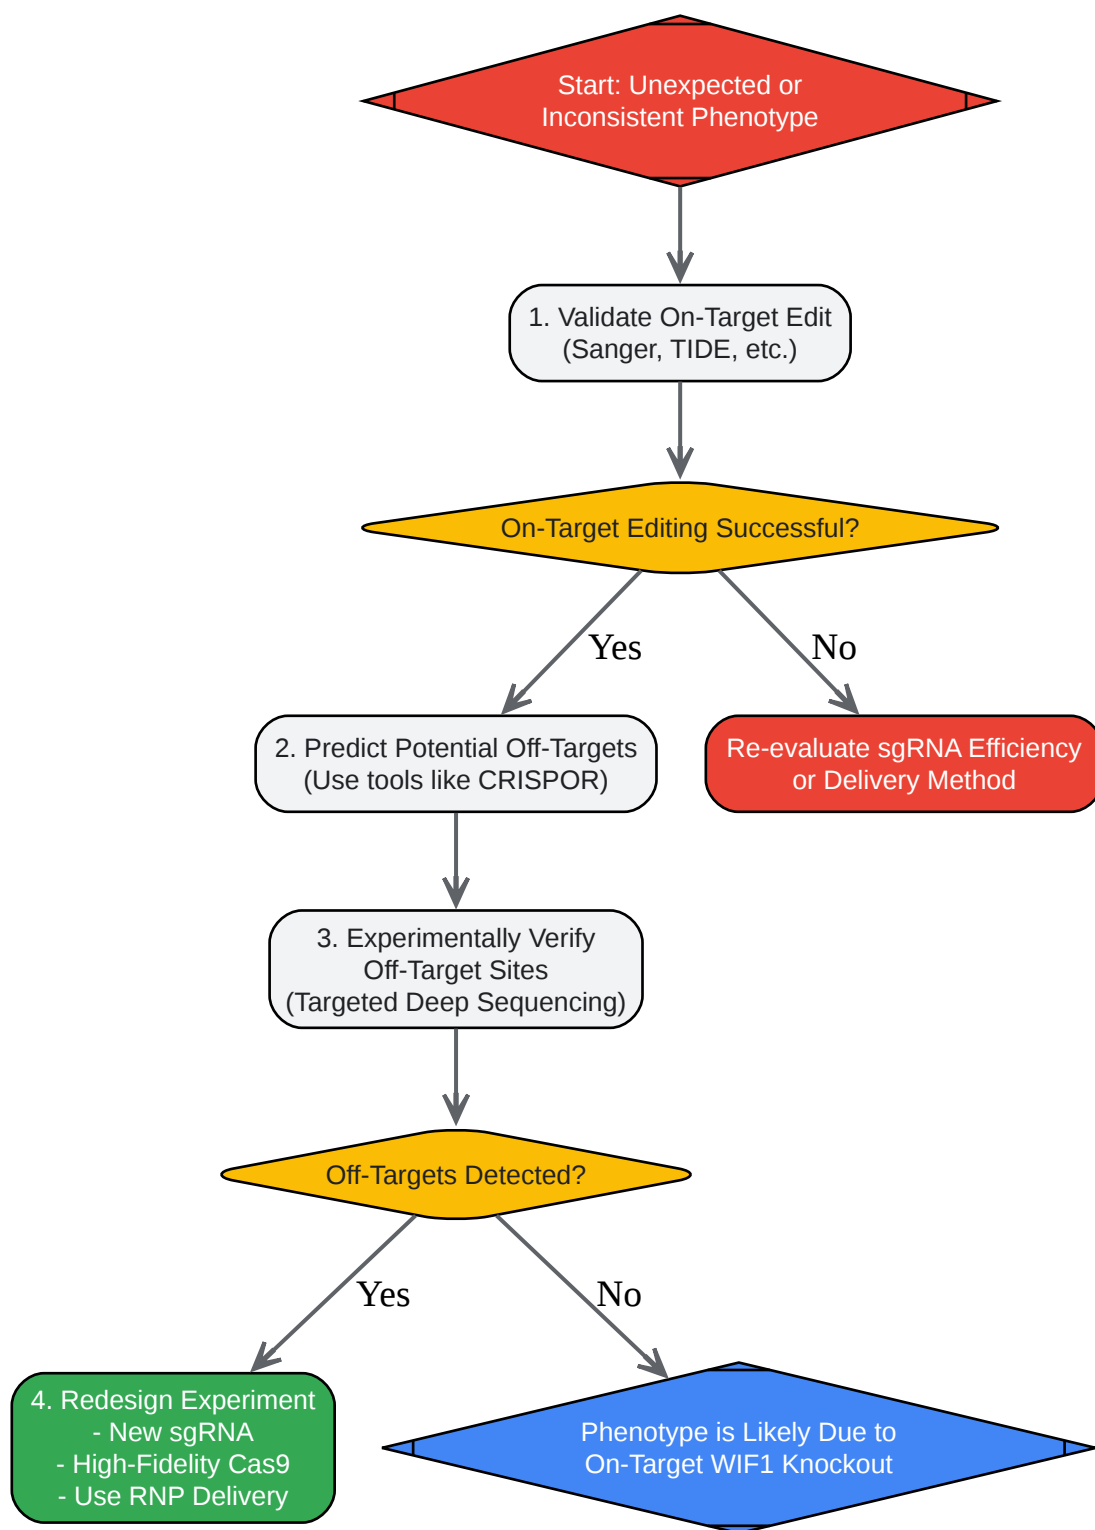 Start: Unexpected or
Inconsistent Phenotype
1. Validate On-Target Edit
(Sanger, TIDE, etc.)
On-Target Editing Successful?
Yes
No
2. Predict Potential Off-Targets
(Use tools like CRISPOR)
Re-evaluate sgRNA Efficiency
or Delivery Method
3. Experimentally Verify
Off-Target Sites
(Targeted Deep Sequencing)
Off-Targets Detected?
Yes
No
4. Redesign Experiment
- New sgRNA
- High-Fidelity Cas9
- Use RNP Delivery
Phenotype is Likely Due to
On-Target WIF1 Knockout